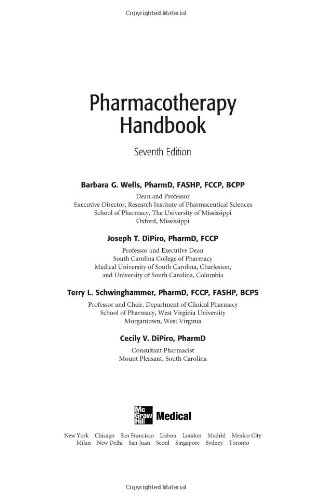 Copyrighted Material
Pharmacotherapy
Handbook
Seventh Edition
Barbara G. Wells, PharmD, FASHP, FCCP, BCPP
Dean and Professor
Executive Director, Research Institute of Pharmaceutical Sciences
School of Pharmacy, The University of Mississippi
Oxford, Mississippi
Joseph T. DiPiro, PharmD, FCCP
Professor and Executive Dean
South Carolina College of Pharmacy
Medical University of South Carolina, Charleston,
and University of South Carolina, Columbia
Terry L. Schwinghammer, PharmD, FCCP, FASHP, BCPS
Professor and Chair, Department of Clinical Pharmacy
School of Pharmacy, West Virginia University
Morgantown, West Virginia
Cecily V. DiPiro, PharmD
Consultant Pharmacist
Mount Pleasant, South Carolina
Mc
Graw
Hill
Medical
New York Chicago San Francisco Lisbon London Madrid Mexico City
Milan New Delhi San Juan Seoul Singapore Sydney Toronto
Copyrighted Material